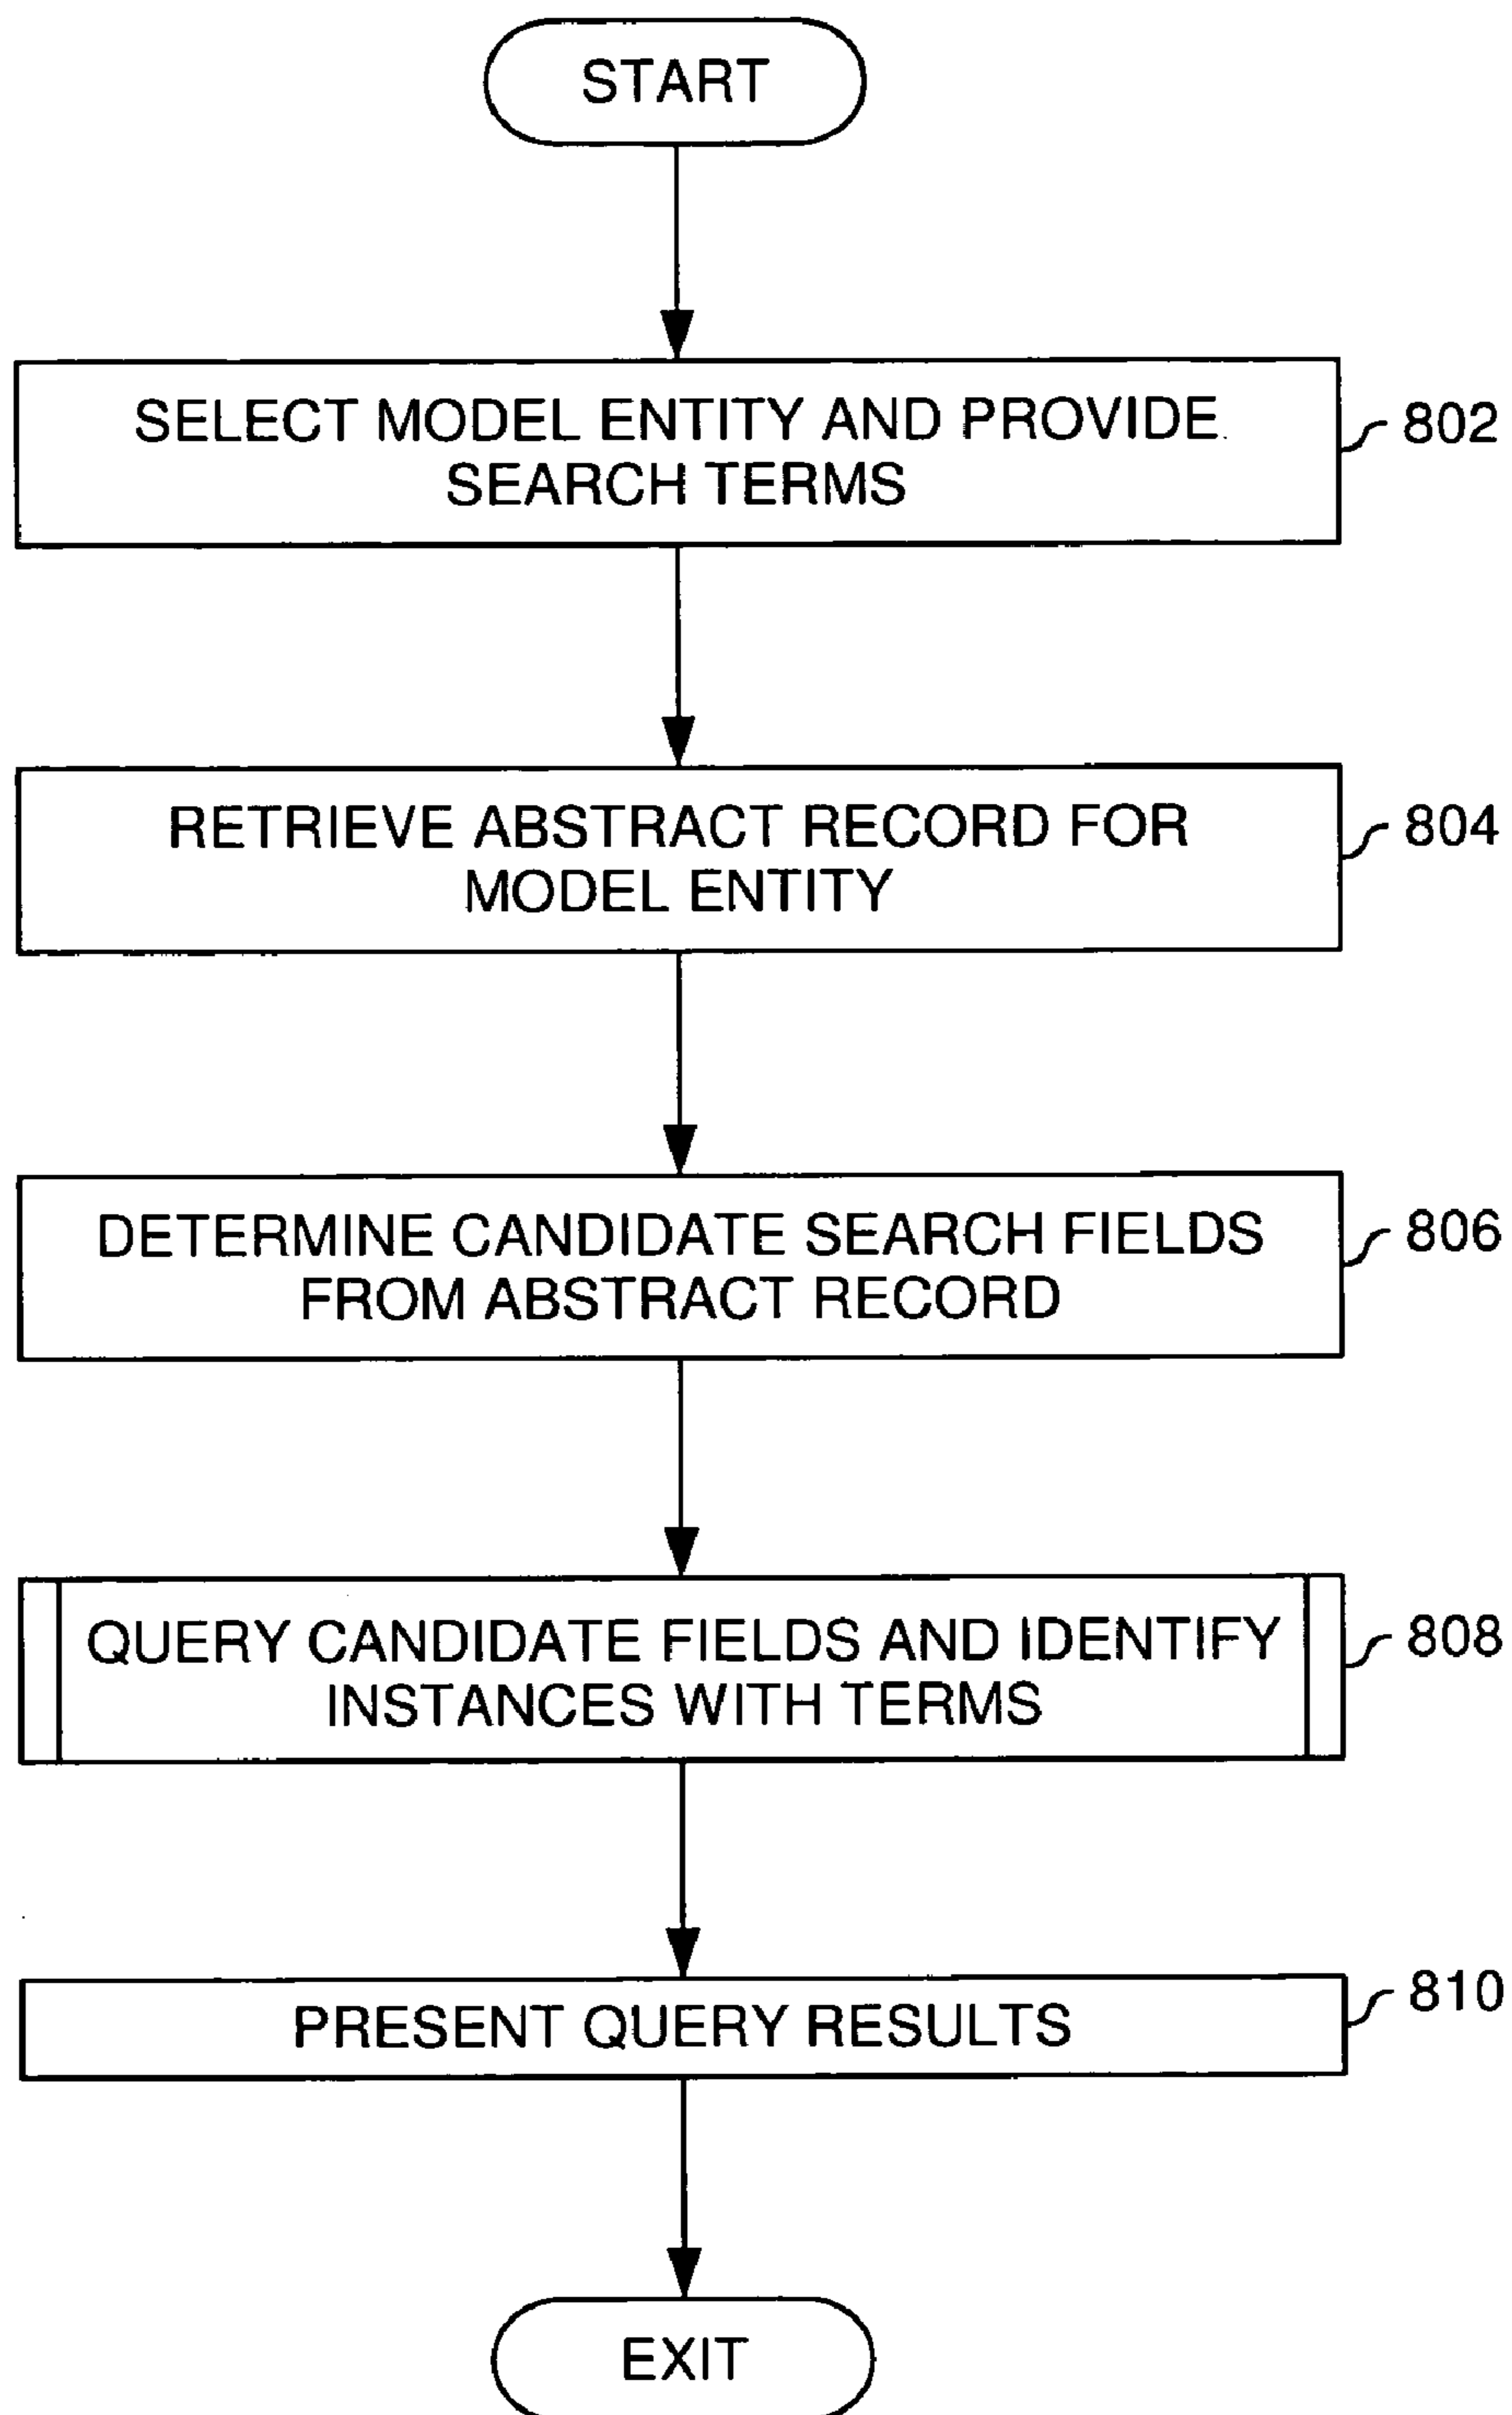 START
SELECT MODEL ENTITY AND PROVIDE
SEARCH TERMS
802
RETRIEVE ABSTRACT RECORD FOR
MODEL ENTITY
804
DETERMINE CANDIDATE SEARCH FIELDS
FROM ABSTRACT RECORD
806
QUERY CANDIDATE FIELDS AND IDENTIFY
INSTANCES WITH TERMS
808
PRESENT QUERY RESULTS
810
EXIT